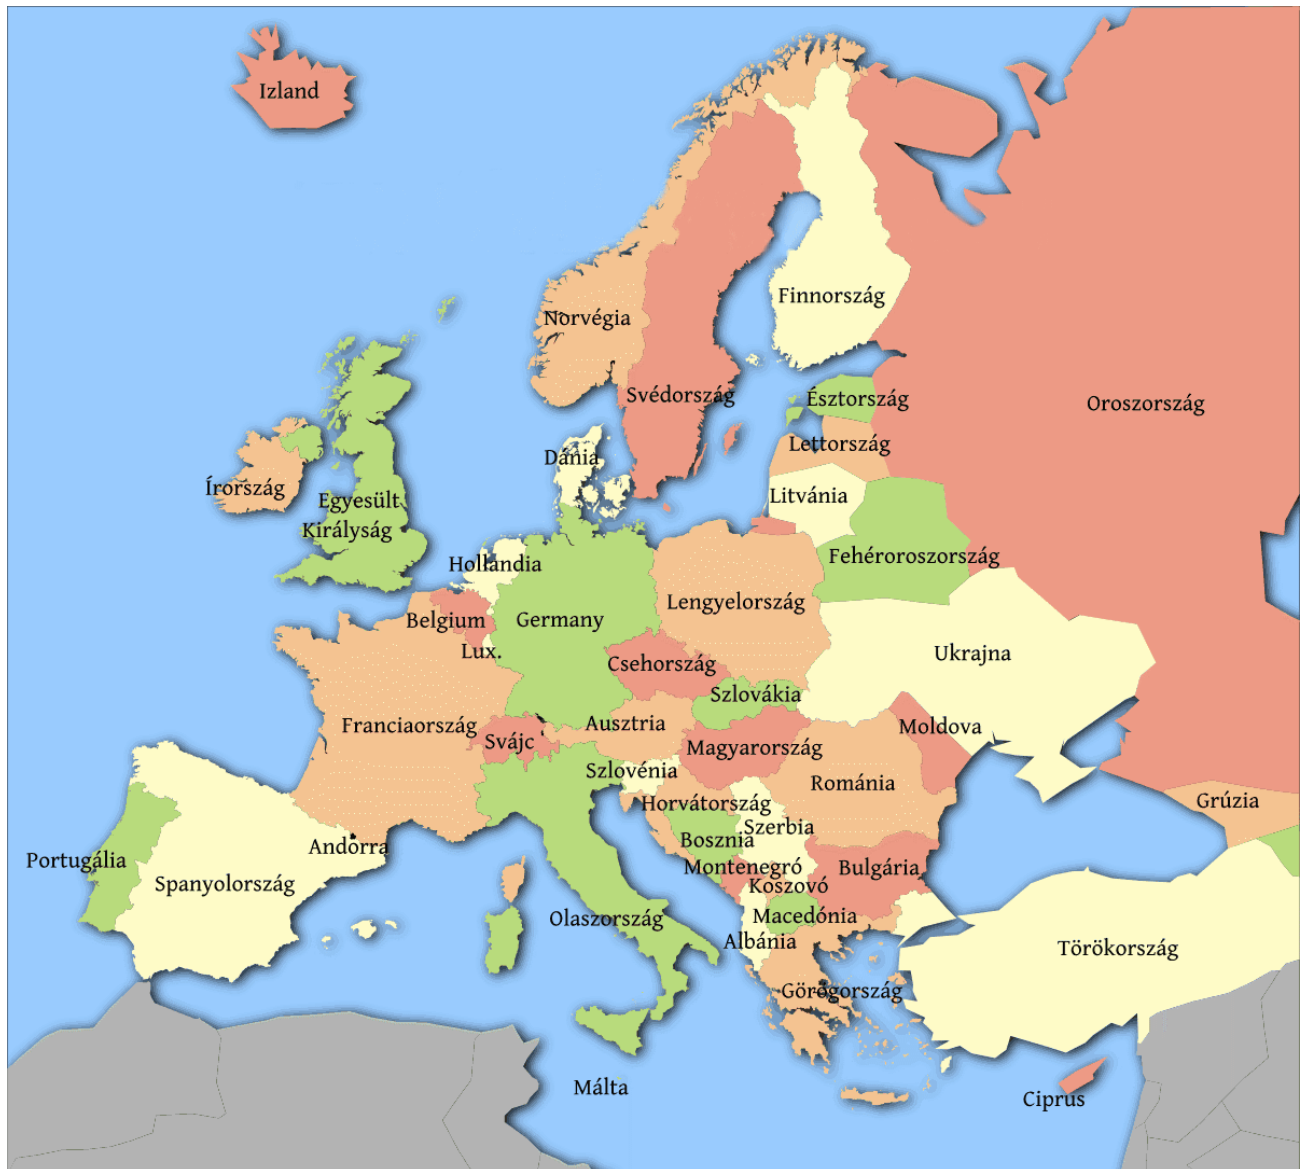 Izland
Finnország
Norvégia
Svédország
Észtország
Oroszország
Lettország
Dánia
Írország
Litvánia
Egyesült
Királyság
Fehéroroszország
Hollandia
Lengyelország
Belgium
Germany
Lux.
Ukrajna
Csehország
Szlovákia
Franciaország
Ausztria
Moldova
Svájc
Magyarország
Szlovénia
Románia
Grúzia
Horvátország
Szerbia
Bosznia
Andorra
Portugália
Montenegró
Bulgária
Spanyolország
Koszovó
Macedónia
Olaszország
Albánia
Törökország
Görögország
Málta
Ciprus